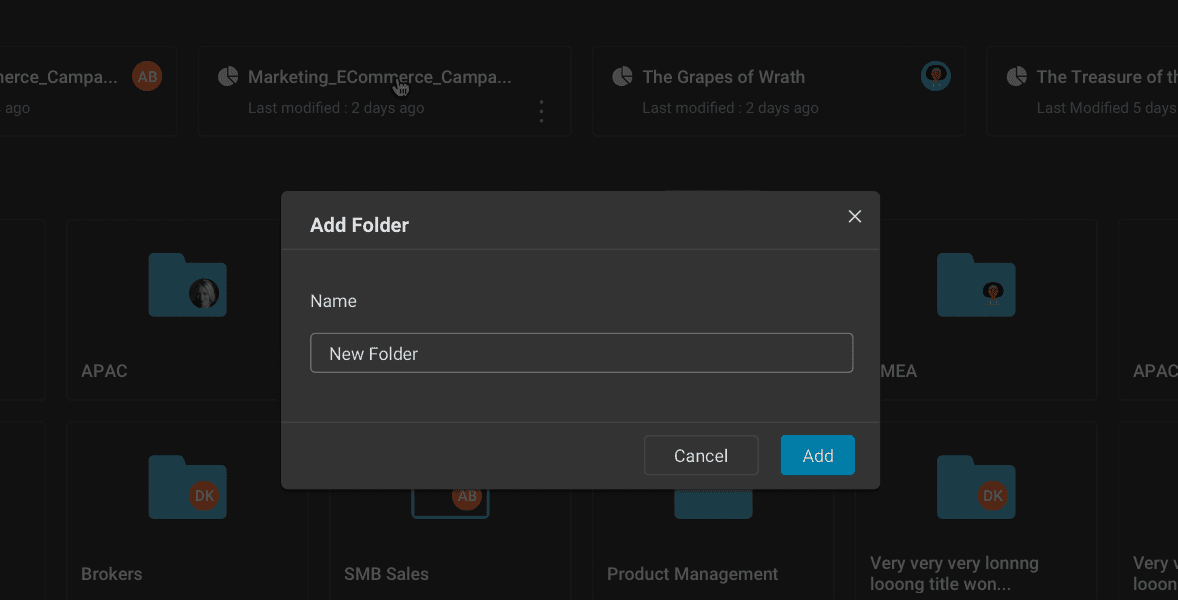 merce_Campa...
AB
s ago
Marketing_ECommerce_Campa...
Last modified : 2 days ago
The Grapes of Wrath
Last modified : 2 days ago
The Treasure of th
Last Modified 5 days
Add Folder
Name
New Folder
Cancel
Add
APAC
MEA
APAC
DK
AB
DK
Brokers
SMB Sales
Product Management
Very very very lonnng
looong title won...
Very v
looon